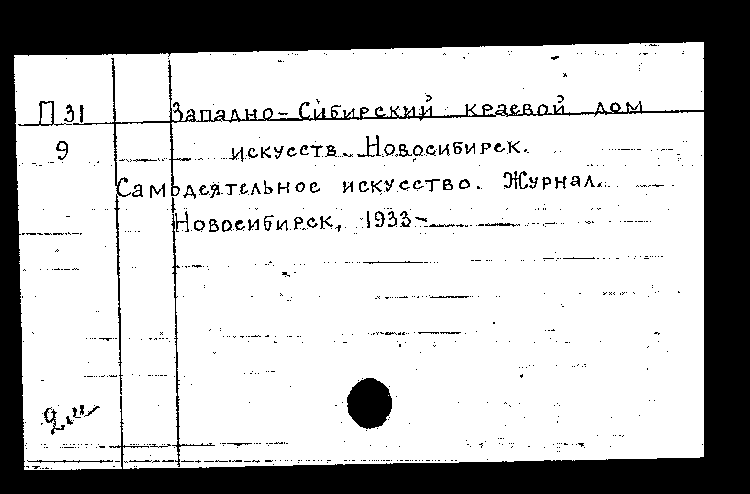 П 31 Западно-Сибирский краевой дом
9 искусств. Новосибирск.
Самодеятельное искусство. Журнал.
Новосибирск, 1933-